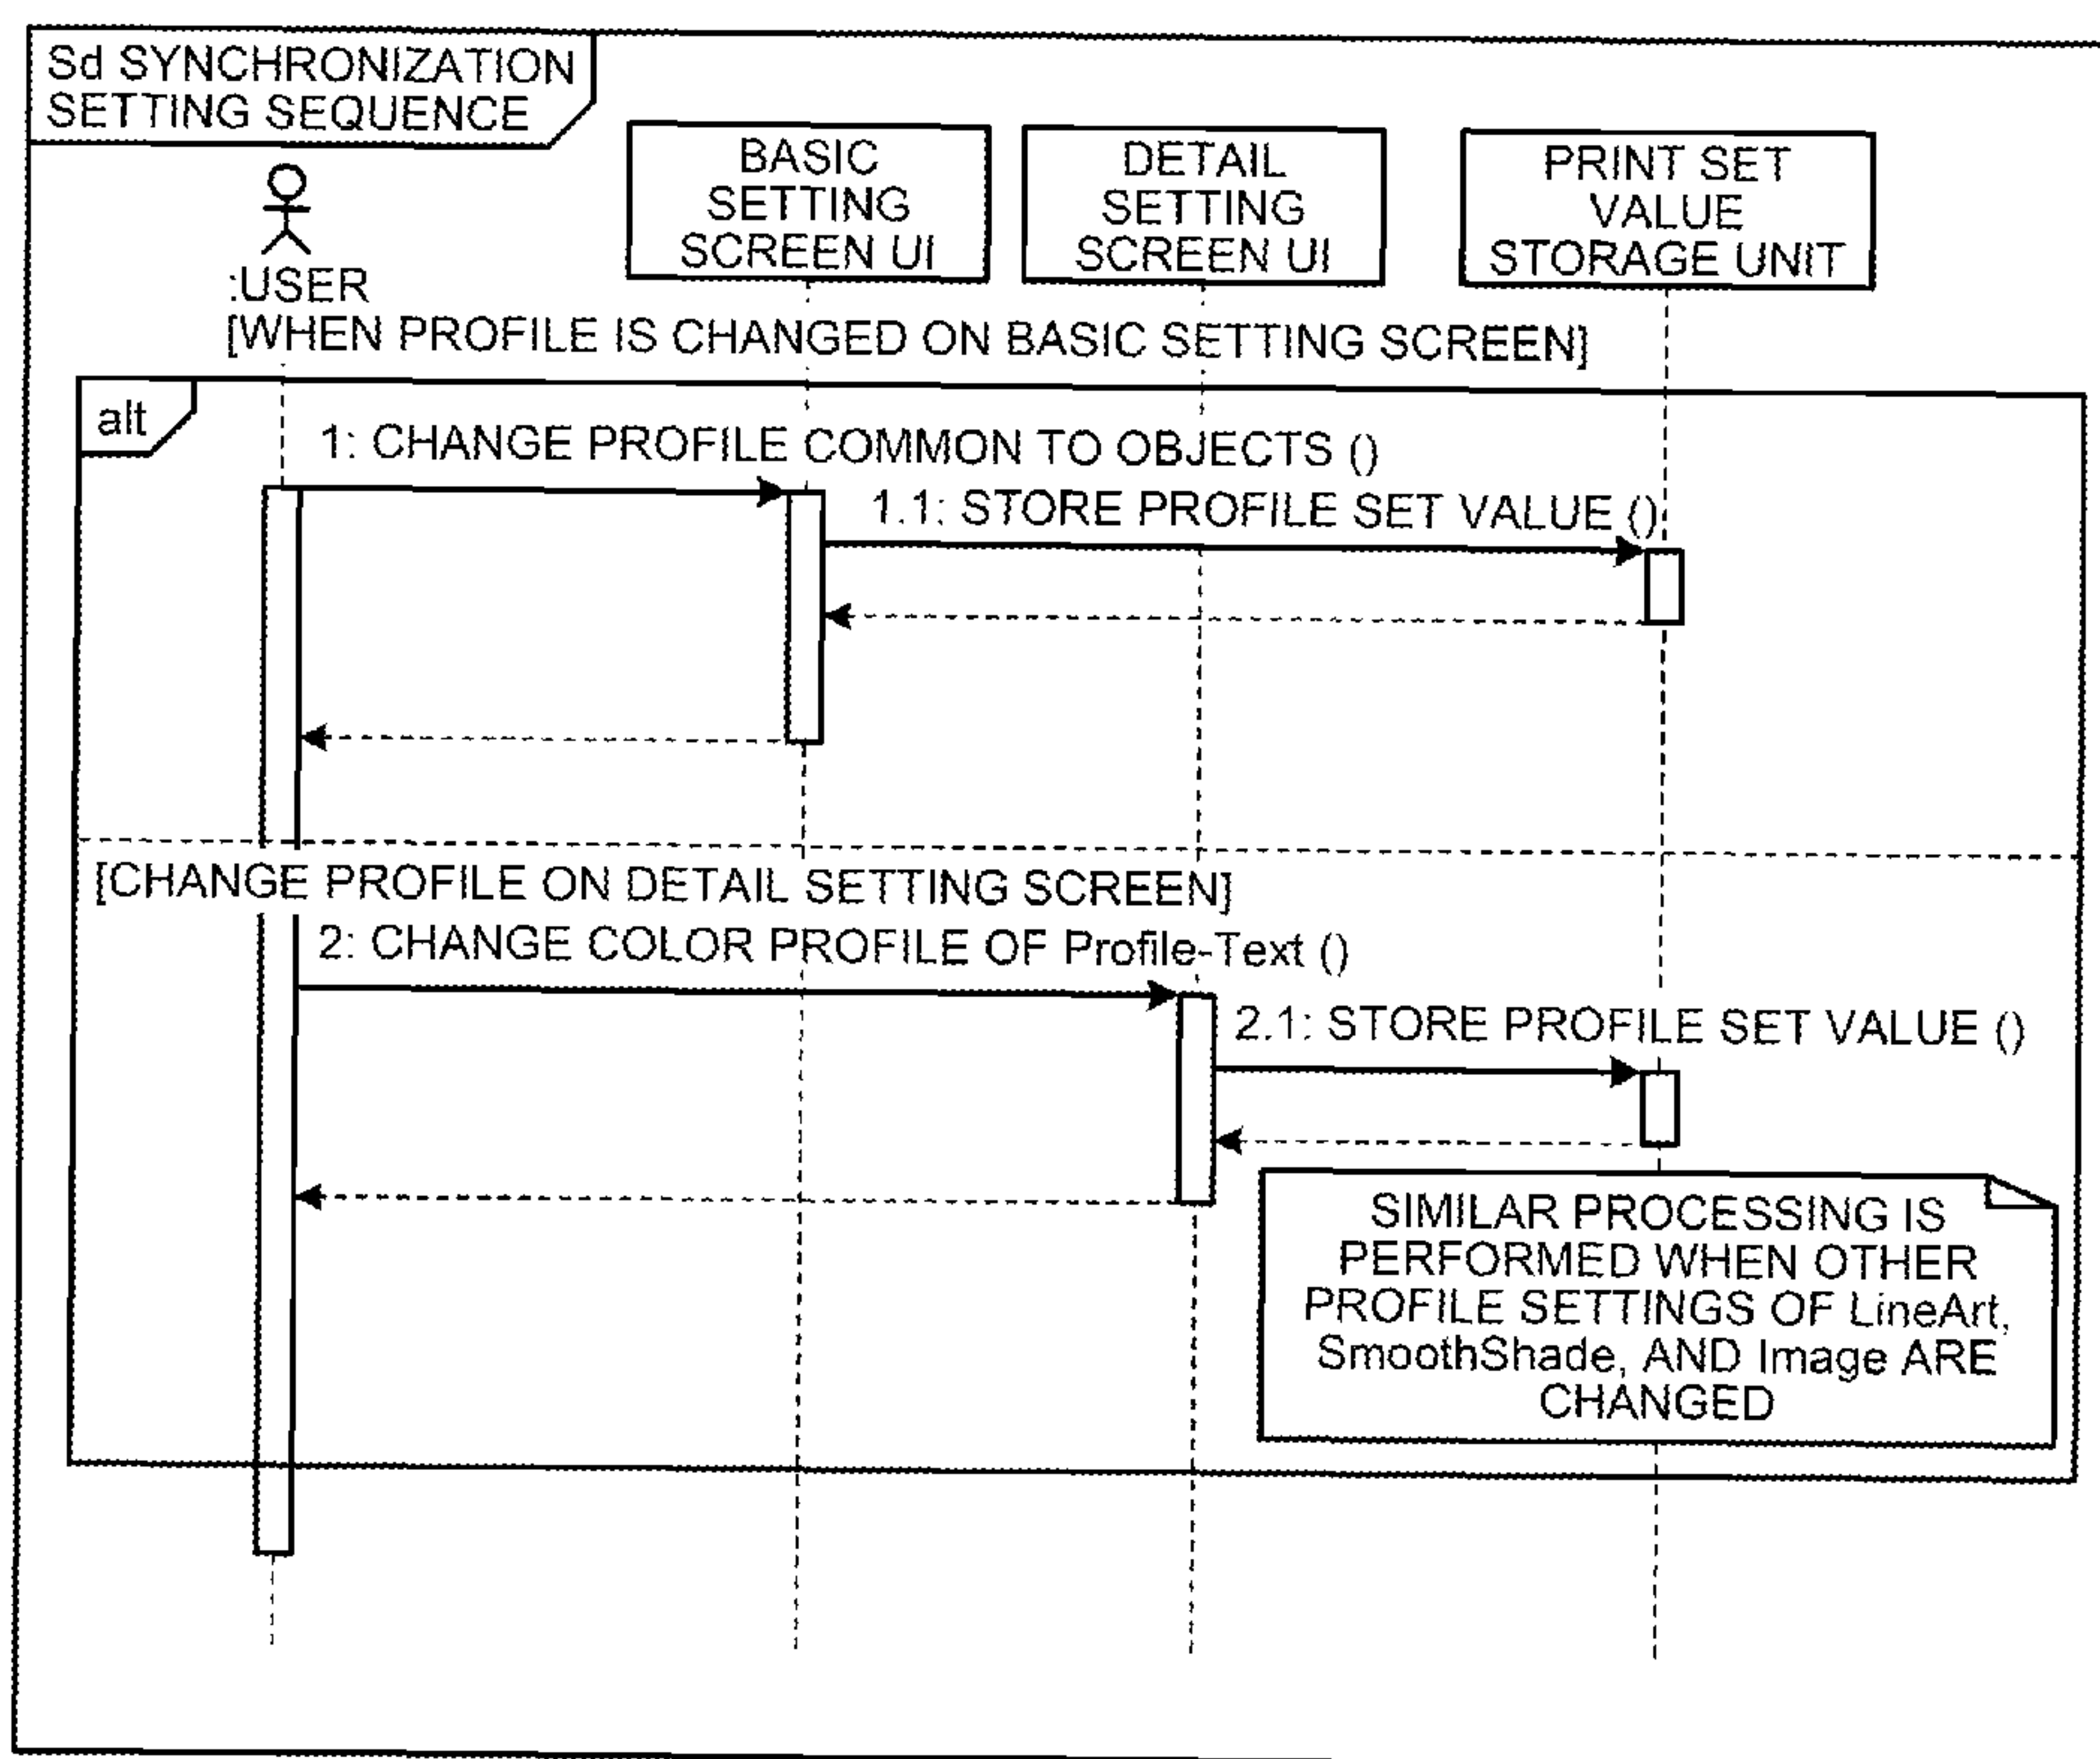 Sd SYNCHRONIZATION
SETTING SEQUENCE
:USER
BASIC
SETTING
SCREEN UI
DETAIL
SETTING
SCREEN UI
PRINT SET
VALUE
STORAGE UNIT
[WHEN PROFILE IS CHANGED ON BASIC SETTING SCREEN]
alt
1: CHANGE PROFILE COMMON TO OBJECTS ()
1.1: STORE PROFILE SET VALUE ()
[CHANGE PROFILE ON DETAIL SETTING SCREEN]
2: CHANGE COLOR PROFILE OF Profile-Text ()
2.1: STORE PROFILE SET VALUE ()
SIMILAR PROCESSING IS
PERFORMED WHEN OTHER
PROFILE SETTINGS OF LineArt,
SmoothShade, AND Image ARE
CHANGED